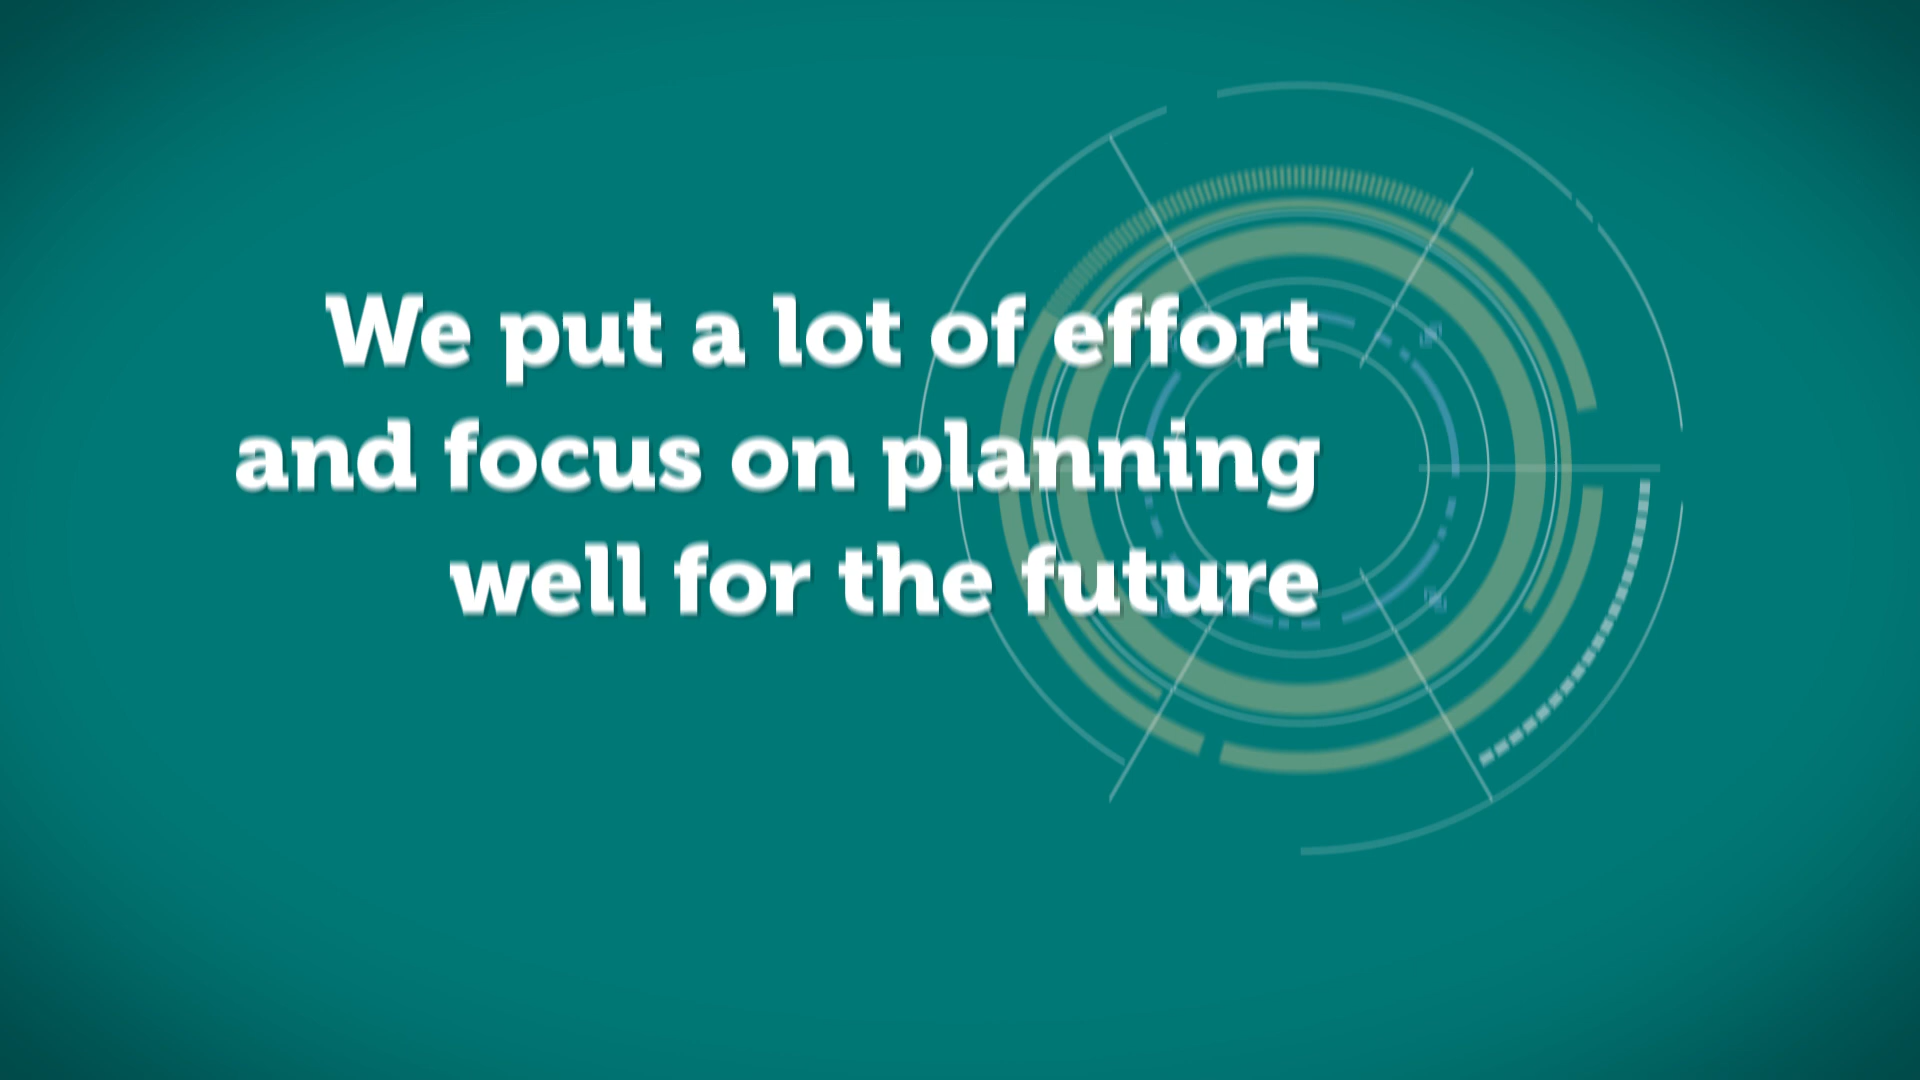 We put a lot of effort
and focus on planning
well for the future